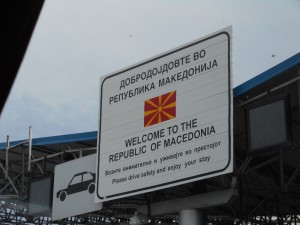 ДОБРОДОЈДОВТЕ ВО
РЕПУБЛИКА МАКЕДОНИЈА
WELCOME TO THE
REPUBLIC OF MACEDONIA
Возете внимателно и уживајте во престојот
Please drive safely and enjoy your stay